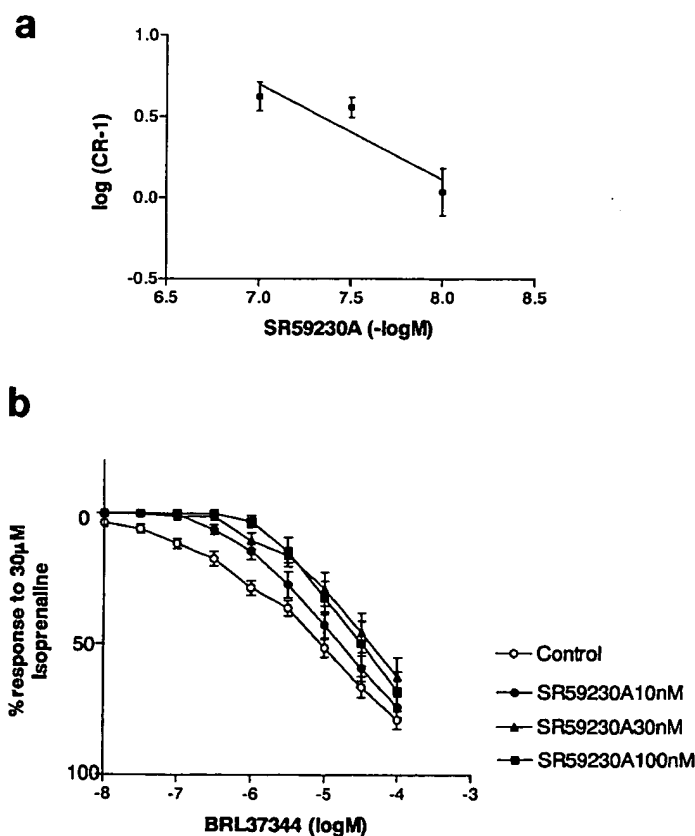 a
1.0
0.5
0.0
-0.5
log (CR-1)
6.5 7.0 7.5 8.0 8.5
SR59230A (-logM)
b
0
50
100
% response to 30µM
Isoprenaline
-8 -7 -6 -5 -4 -3
BRL37344 (logM)
Control
SR59230A10nM
SR59230A30nM
SR59230A100nM